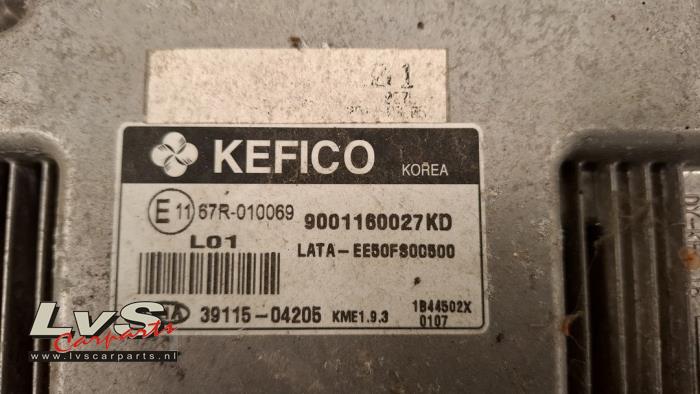 41
KEFICO KOREA
E 11 67R-010069 9001160027KD
L01 LATA-EE50FS00500
39115-04205 KME1.9.3 1B44502X
0107
LvS
Carparts
www.lvscarparts.nl